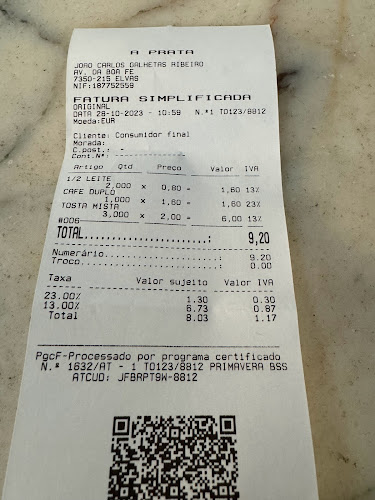 A PRATA
JOAO CARLOS GALHETAS RIBEIRO
AV. DA BOA FE
7350-215 ELVAS
NIF:187752559
FATURA SIMPLIFICADA
ORIGINAL
DATA 28-10-2023 - 10:59 N.º1 TD123/8812
Moeda:EUR
Cliente: Consumidor final
Morada:
C.post.: -
Cont.Nº:
Artigo Qtd Preço Valor IVA
1/2 LEITE
2,000 x 0,80 = 1,60 13%
CAFE DUPLO
1,000 x 1,60 = 1,60 23%
TOSTA MISTA
3,000 x 2,00 = 6,00 13%
#006
TOTAL.......................: 9,20
Numerário...................: 9.20
Troco.......................: 0.00
Taxa Valor sujeito Valor IVA
23.00% 1.30 0.30
13.00% 6.73 0.87
Total 8.03 1.17
PgcF-Processado por programa certificado
N.º 1632/AT - 1 TD123/8812 PRIMAVERA BSS
ATCUD: JFBRPT9W-8812